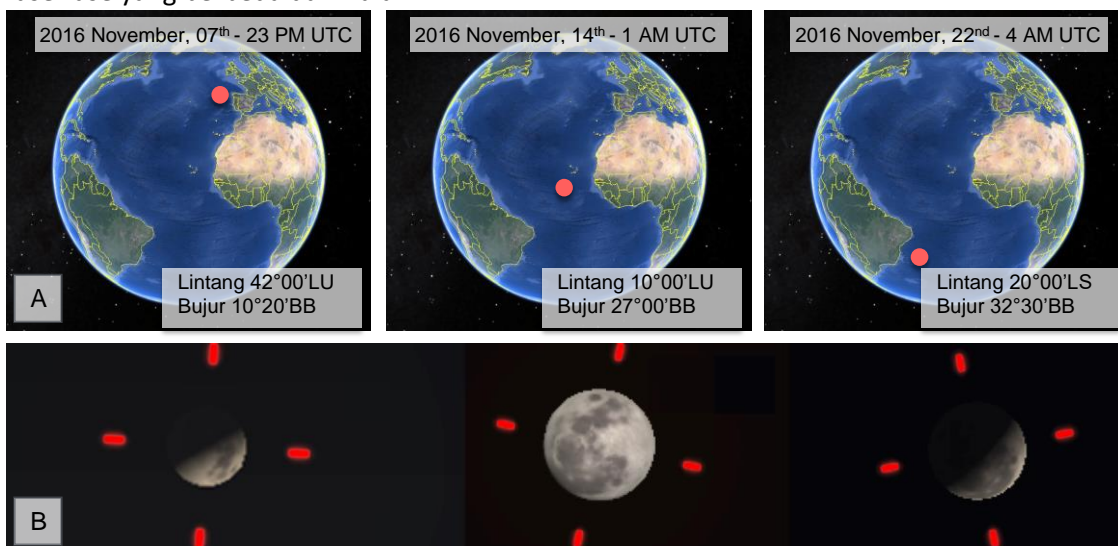 2016 November, 07th - 23 PM UTC
2016 November, 14th - 1 AM UTC
2016 November, 22nd - 4 AM UTC
Lintang 42°00'LU
Bujur 10°20'BB
Lintang 10°00'LU
Bujur 27°00'BB
Lintang 20°00'LS
Bujur 32°30'BB
A
B